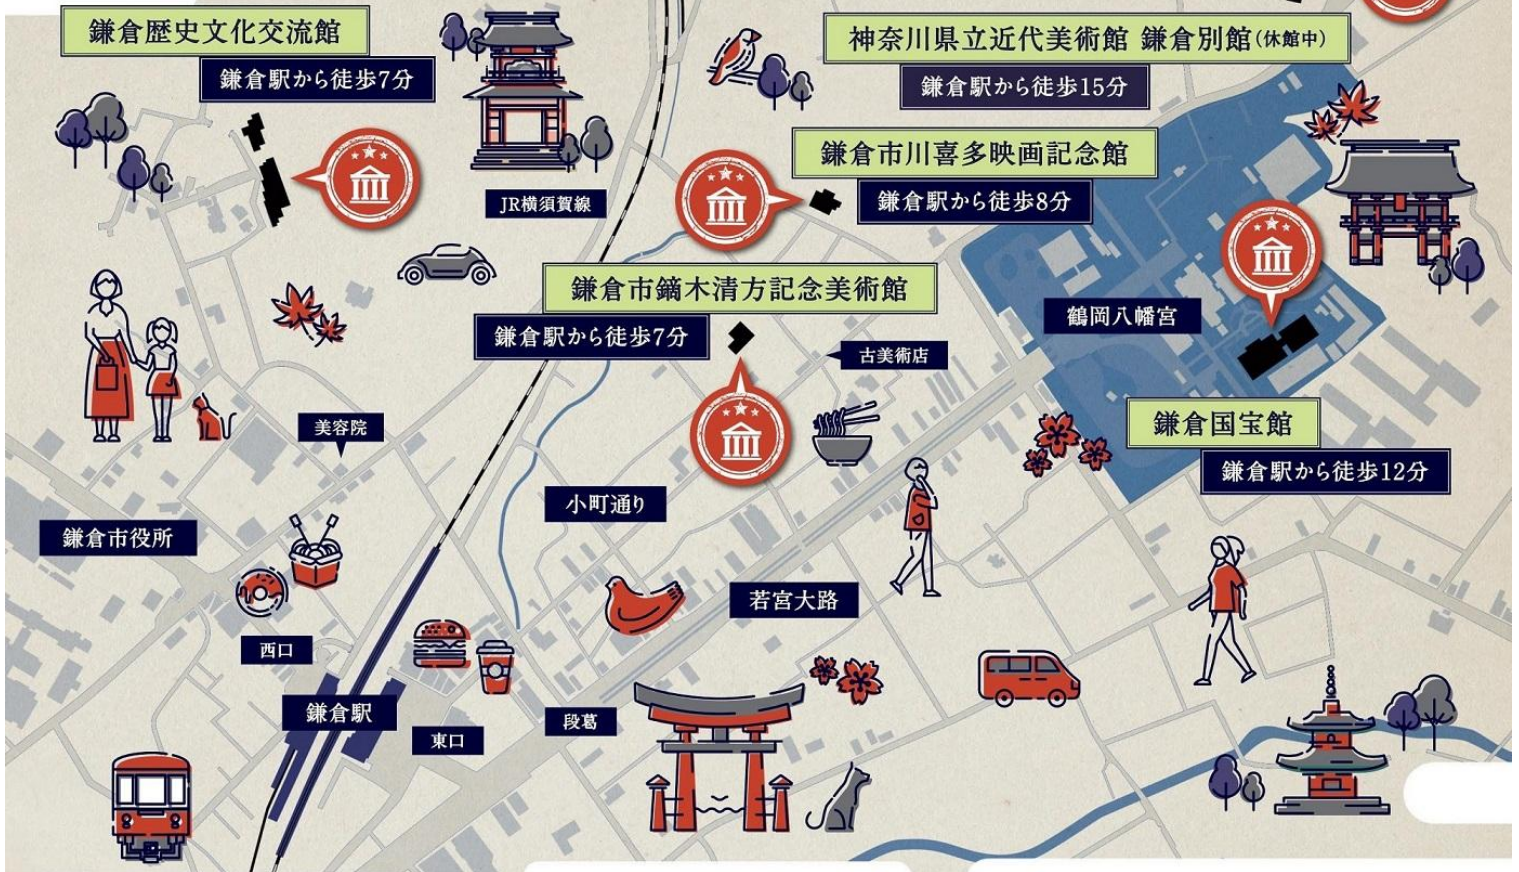 鎌倉歴史文化交流館
鎌倉駅から徒歩7分
神奈川県立近代美術館 鎌倉別館(休館中)
鎌倉駅から徒歩15分
鎌倉市川喜多映画記念館
鎌倉駅から徒歩8分
JR横須賀線
鎌倉市鏑木清方記念美術館
鎌倉駅から徒歩7分
鶴岡八幡宮
古美術店
美容院
鎌倉国宝館
鎌倉駅から徒歩12分
小町通り
鎌倉市役所
若宮大路
西口
鎌倉駅
段葛
東口